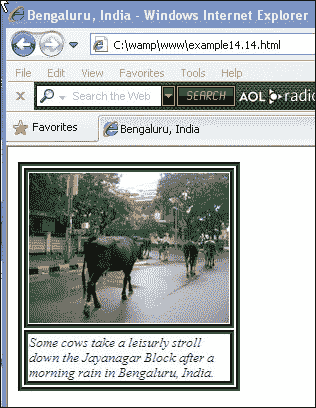 Bengaluru, India - Windows Internet Explorer
C:\wamp\www\example14.14.html
File Edit View Favorites Tools Help
x Search the Web SEARCH AOL radio
Favorites Bengaluru, India
Some cows take a leisurly stroll
down the Jayanagar Block after a
morning rain in Bengaluru, India.